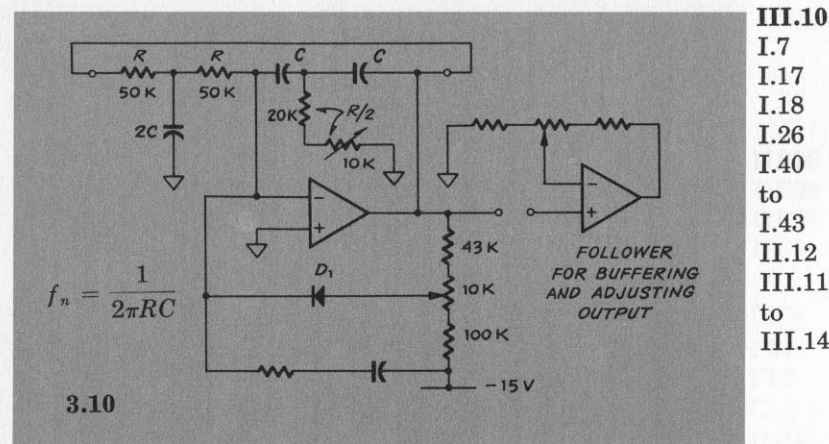 R
R
C
C
50K
50K
2C
20K
R/2
10K
−
+
−
+
43K
D1
10K
100K
−15V
FOLLOWER
FOR BUFFERING
AND ADJUSTING
OUTPUT
fn = 1
2πRC
3.10
III.10
I.7
I.17
I.18
I.26
I.40
to
I.43
II.12
III.11
to
III.14